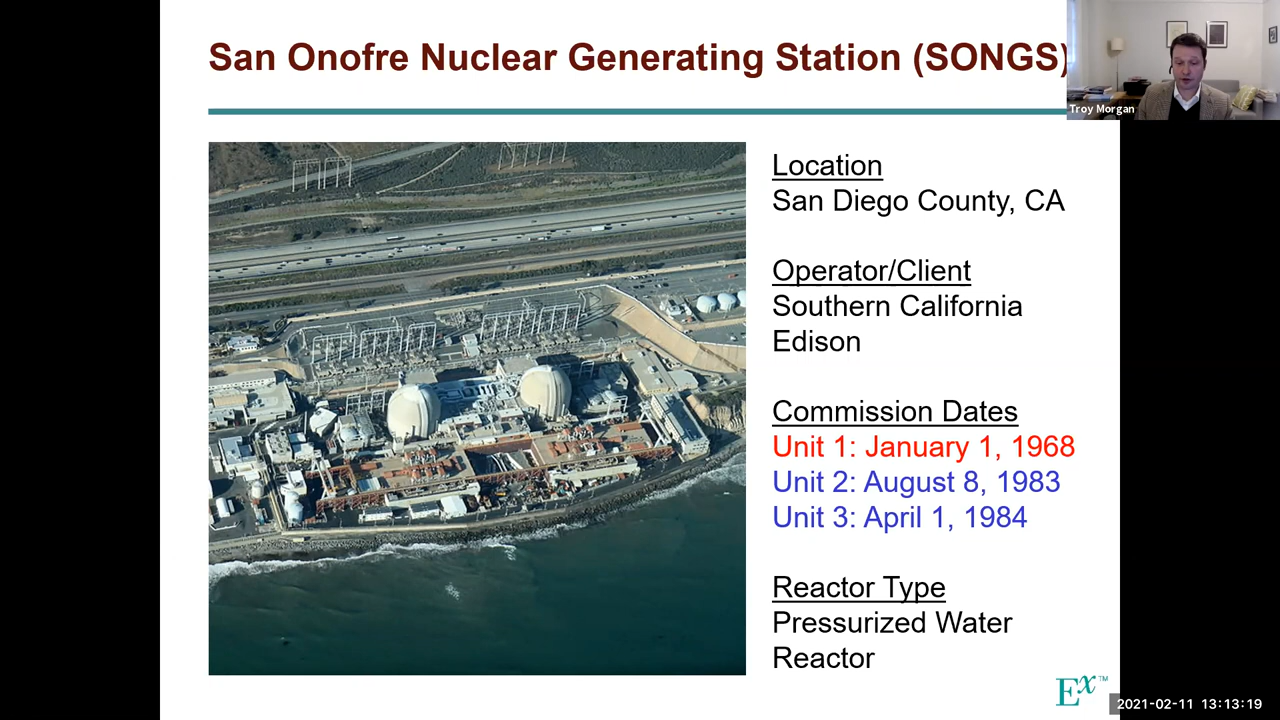 San Onofre Nuclear Generating Station (SONGS)
Troy Morgan
Location
San Diego County, CA
Operator/Client
Southern California
Edison
Commission Dates
Unit 1: January 1, 1968
Unit 2: August 8, 1983
Unit 3: April 1, 1984
Reactor Type
Pressurized Water
Reactor
Ex™
2021-02-11 13:13:19